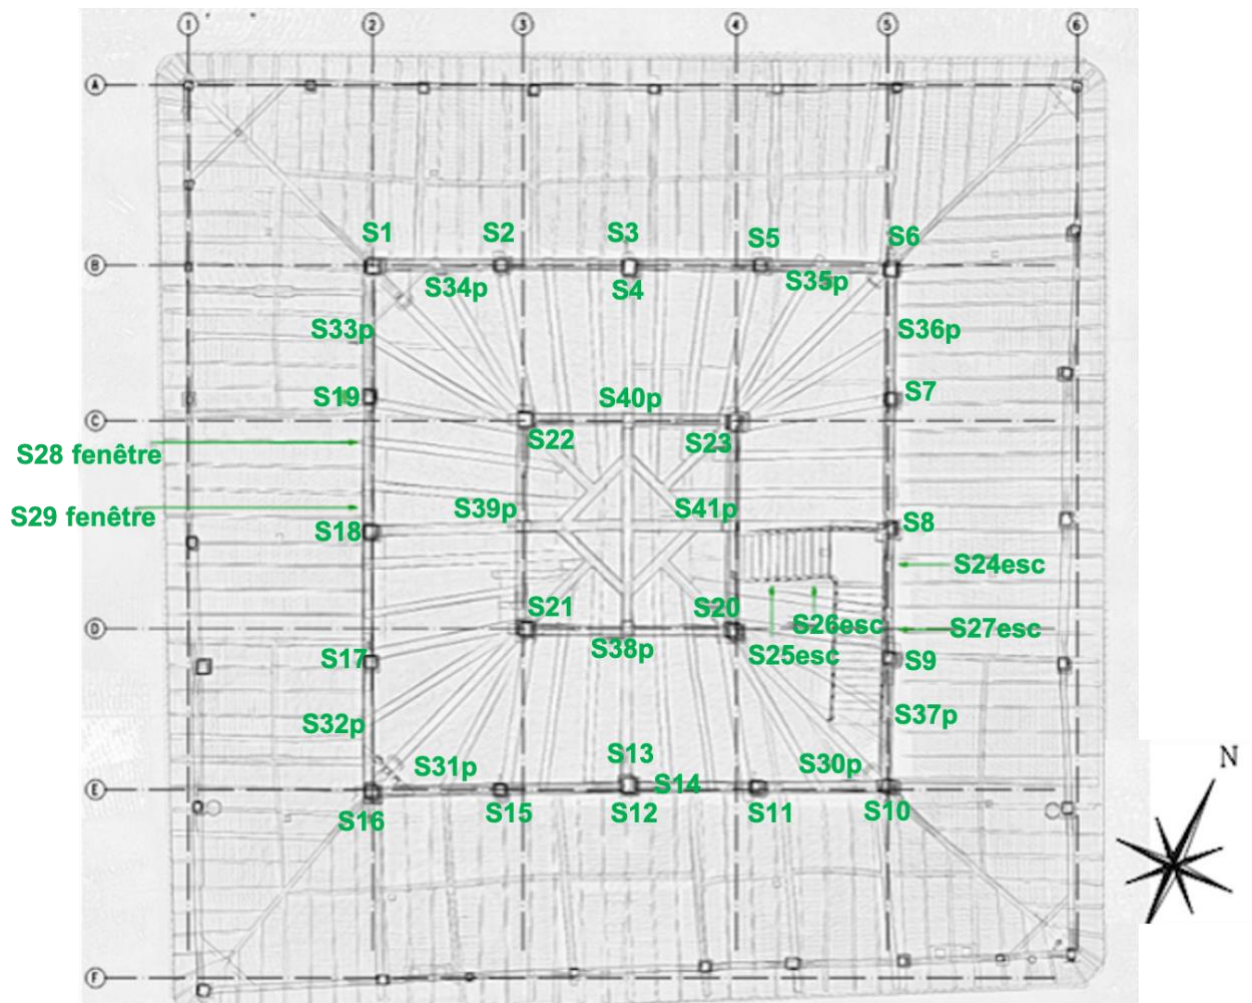 1 2 3 4 5 6
A
S1 S2 S3 S5 S6
B
S34p S4 S35p
S33p S36p
S19 S40p S7
C
S22 S23
S28 fenêtre
S39p S41p
S29 fenêtre
S18 S8
S24esc
S21 S20 S26esc S27esc
D
S38p S25esc
S17 S9
S32p S37p
S13
S31p S14 S30p
E
S16 S15 S12 S11 S10
N
F